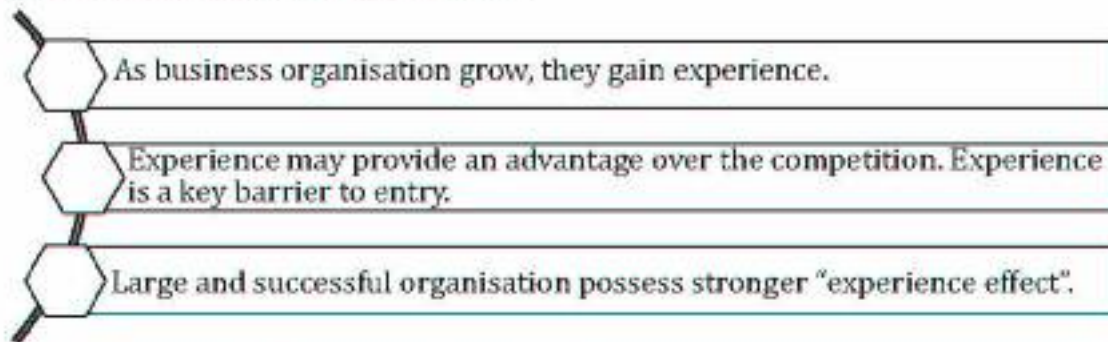 As business organisation grow, they gain experience.
Experience may provide an advantage over the competition. Experience
is a key barrier to entry.
Large and successful organisation possess stronger “experience effect”.